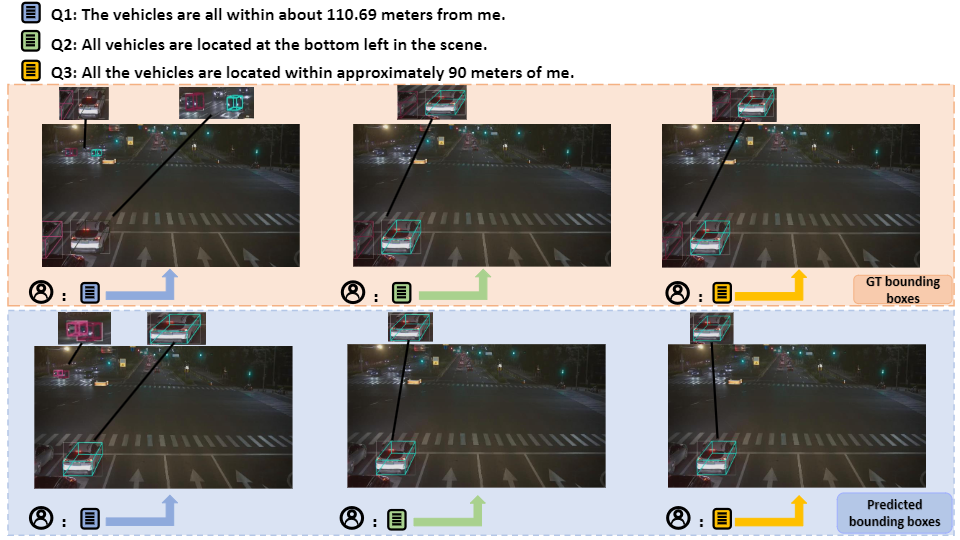 Q1: The vehicles are all within about 110.69 meters from me.
Q2: All vehicles are located at the bottom left in the scene.
Q3: All the vehicles are located within approximately 90 meters of me.
: 
: 
: 
GT bounding
boxes
: 
: 
: 
Predicted
bounding boxes